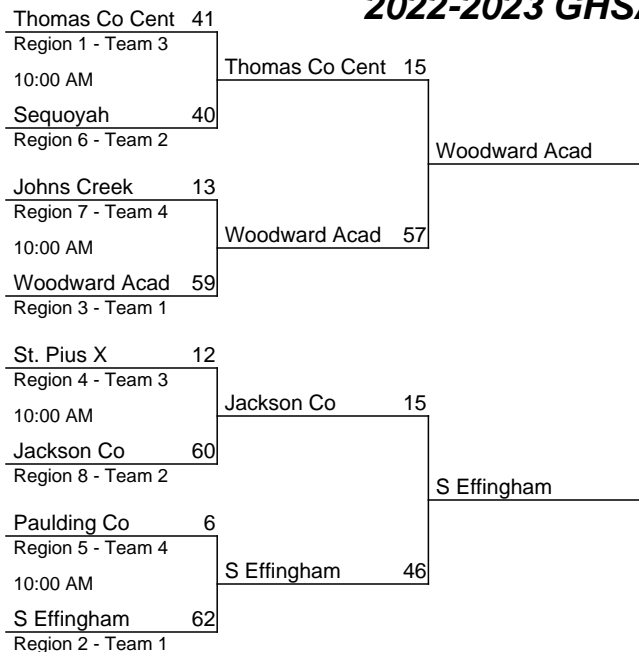 2022-2023 GHS
Thomas Co Cent 41
Region 1 - Team 3
10:00 AM
Sequoyah 40
Region 6 - Team 2
Thomas Co Cent 15
Johns Creek 13
Region 7 - Team 4
10:00 AM
Woodward Acad 59
Region 3 - Team 1
Woodward Acad 57
Woodward Acad
St. Pius X 12
Region 4 - Team 3
10:00 AM
Jackson Co 60
Region 8 - Team 2
Jackson Co 15
Paulding Co 6
Region 5 - Team 4
10:00 AM
S Effingham 62
Region 2 - Team 1
S Effingham 46
S Effingham